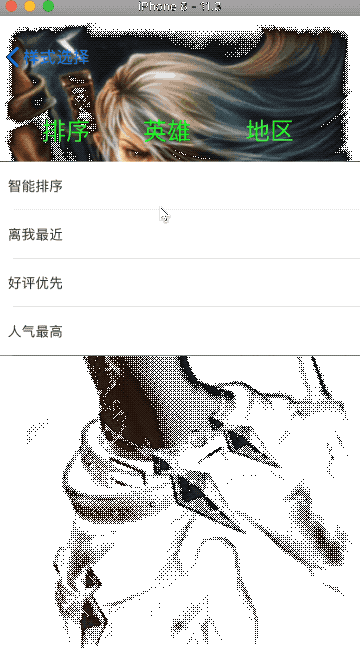 iPhone 8 - 11.2
样式选择
排序 英雄 地区
智能排序
离我最近
好评优先
人气最高